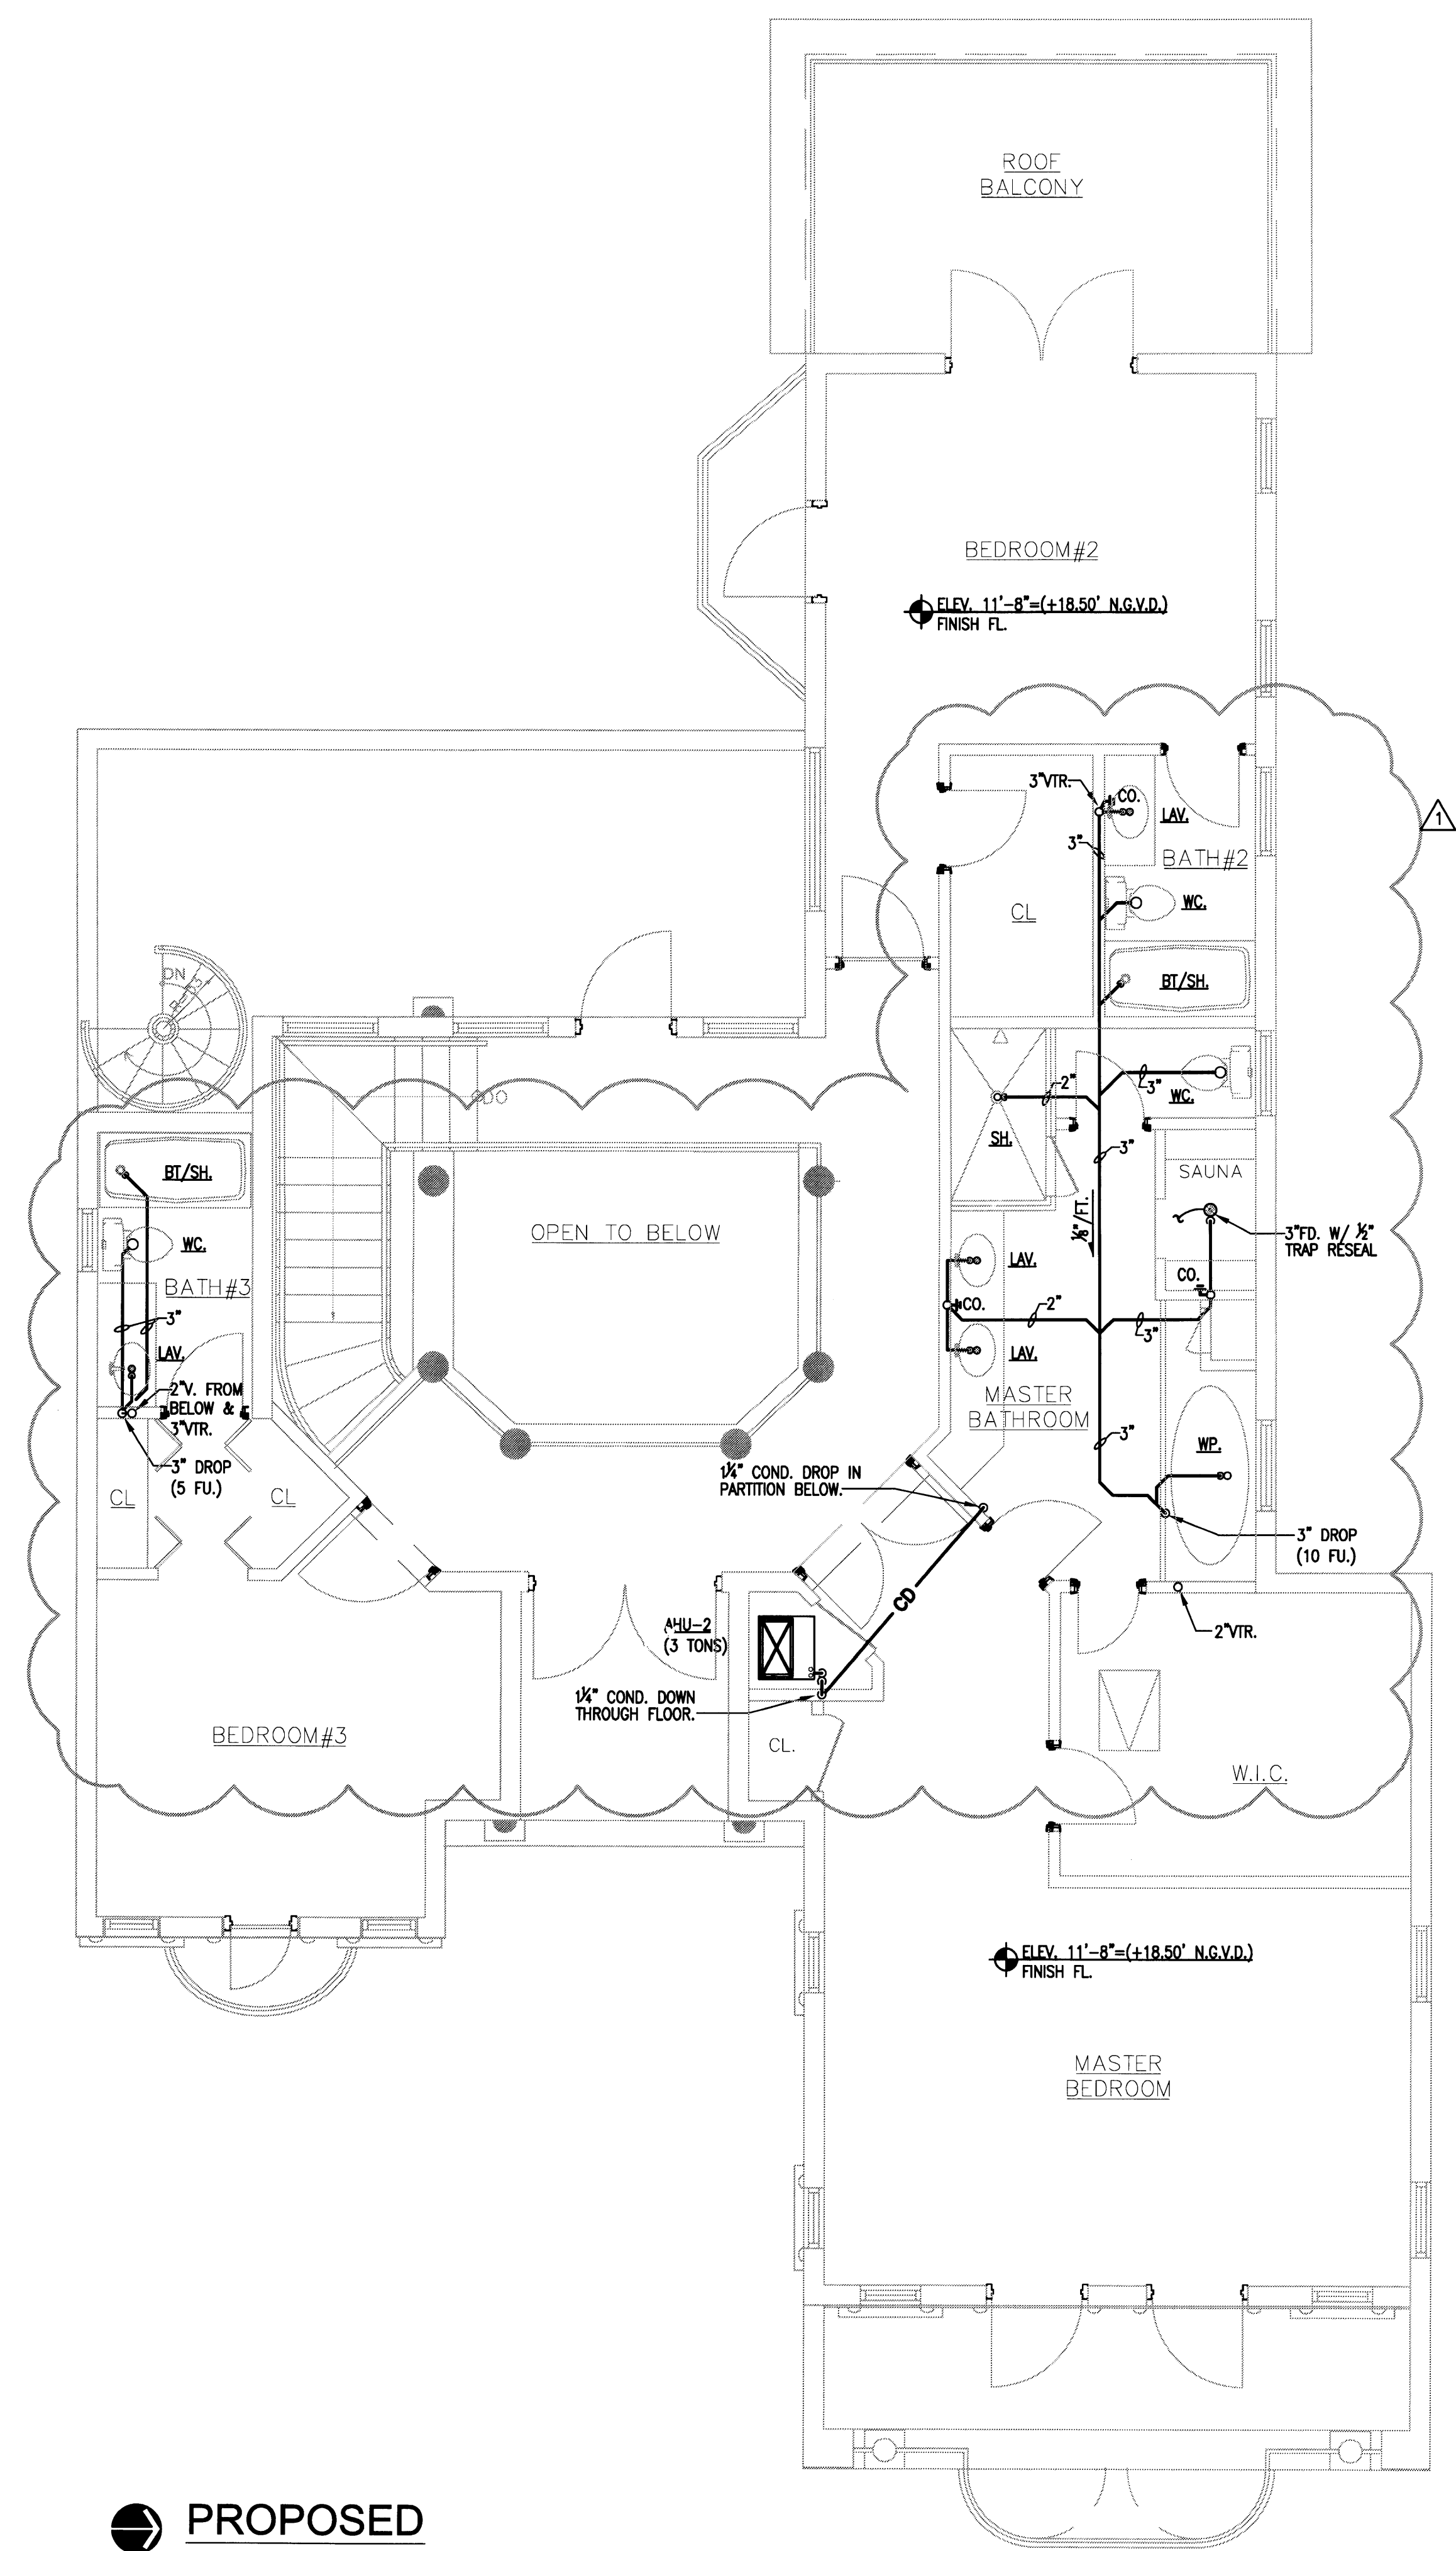 ROOF
BALCONY
BEDROOM#2
ELEV. 11'-8"=(+18.50' N.G.V.D.)
FINISH FL.
3"VTR.
CO.
LAV.
1
3"
BATH#2
WC.
CL
DN
BT/SH.
2"
3"
WC.
DO
SH.
3"
BT/SH.
SAUNA
⅛"/FT.
OPEN TO BELOW
WC.
3"FD. W/ ½"
TRAP RESEAL
LAV.
CO.
BATH#3
CO.
2"
3"
3"
LAV.
LAV.
2"V. FROM
BELOW &
3"VTR.
MASTER
BATHROOM
3"
WP.
3" DROP
(5 FU.)
1¼" COND. DROP IN
PARTITION BELOW.
CL
CL
3" DROP
(10 FU.)
CD
AHU-2
(3 TONS)
2"VTR.
1¼" COND. DOWN
THROUGH FLOOR.
BEDROOM#3
CL.
W.I.C.
ELEV. 11'-8"=(+18.50' N.G.V.D.)
FINISH FL.
MASTER
BEDROOM
PROPOSED